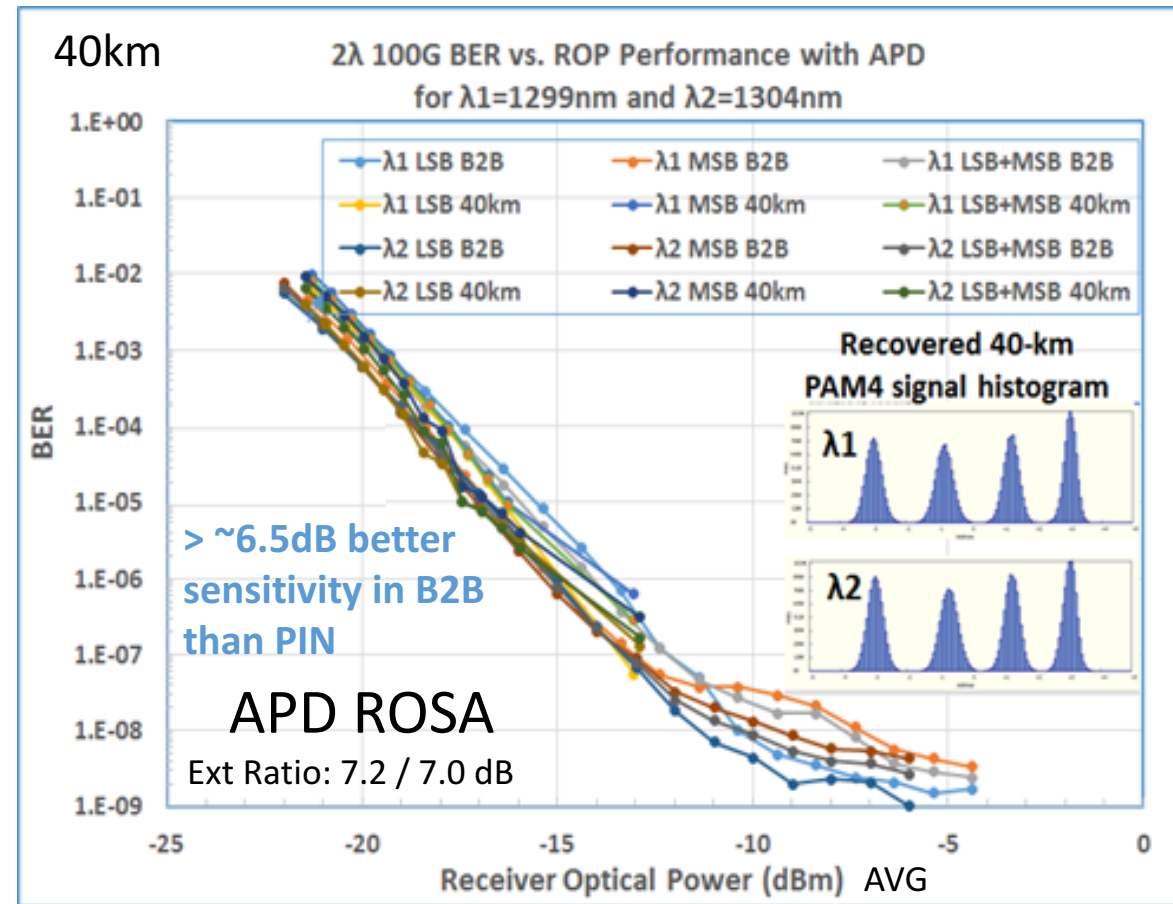 40km
2λ 100G BER vs. ROP Performance with APD
for λ1=1299nm and λ2=1304nm
1.E+00
1.E-01
1.E-02
1.E-03
1.E-04
1.E-05
1.E-06
1.E-07
1.E-08
1.E-09
BER
λ1 LSB B2B
λ1 MSB B2B
λ1 LSB+MSB B2B
λ1 LSB 40km
λ1 MSB 40km
λ1 LSB+MSB 40km
λ2 LSB B2B
λ2 MSB B2B
λ2 LSB+MSB B2B
λ2 LSB 40km
λ2 MSB 40km
λ2 LSB+MSB 40km
Recovered 40-km
PAM4 signal histogram
λ1
λ2
> ~6.5dB better
sensitivity in B2B
than PIN
APD ROSA
Ext Ratio: 7.2 / 7.0 dB
-25
-20
-15
-10
-5
0
Receiver Optical Power (dBm) AVG